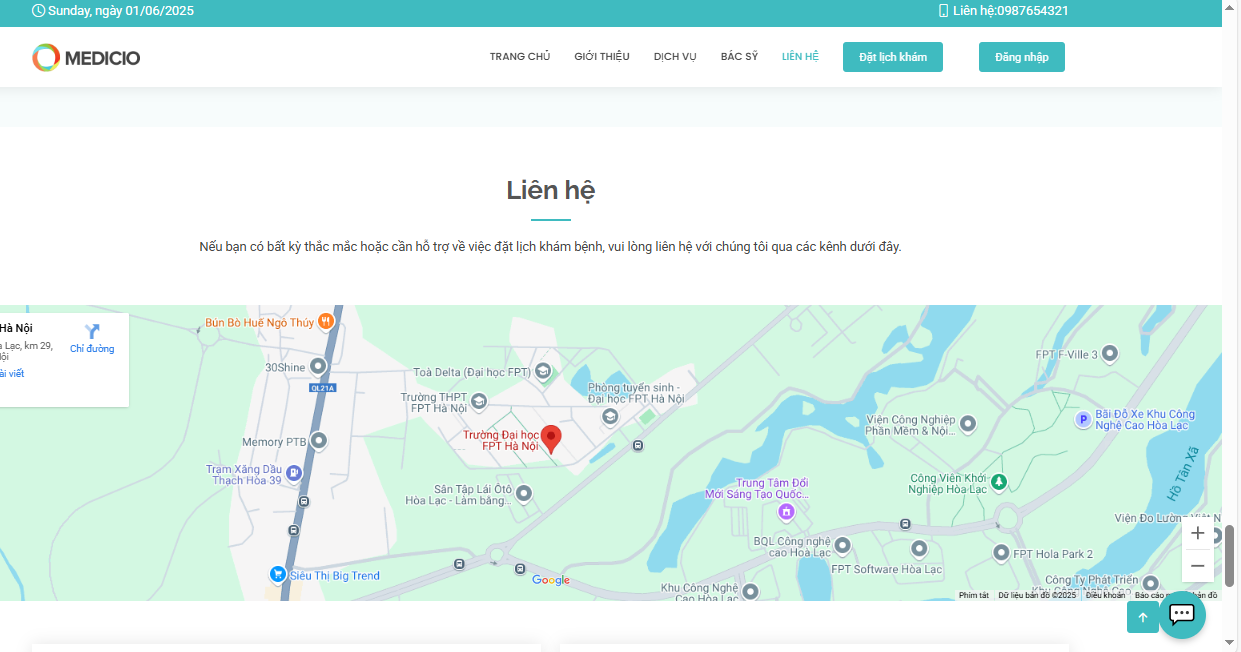 Sunday, ngày 01/06/2025
Liên hệ:0987654321
MEDICIO
TRANG CHỦ
GIỚI THIỆU
DỊCH VỤ
BÁC SỸ
LIÊN HỆ
Đặt lịch khám
Đăng nhập
Liên hệ
Nếu bạn có bất kỳ thắc mắc hoặc cần hỗ trợ về việc đặt lịch khám bệnh, vui lòng liên hệ với chúng tôi qua các kênh dưới đây.
Hà Nội
Lạc, km 29,
Chỉ đường
viết
Bún Bò Huế Ngô Thủy
30Shine
QL21A
Toà Delta (Đại học FPT)
Trường THPT
FPT Hà Nội
Phòng tuyển sinh -
Đại học FPT Hà Nội
Trường Đại học
FPT Hà Nội
Memory PTB
Trạm Xăng Dầu
Thạch Hòa 39
Sân Tập Lái Ôtô
Hòa Lạc - Làm bằng...
FPT F-Ville 3
Viện Công Nghiệp
Phần Mềm & Nội...
P
Bãi Đỗ Xe Khu Công
Nghệ Cao Hòa Lạc
Hồ Tân Xã
Trung Tâm Đổi
Mới Sáng Tạo Quốc...
Công Viên Khởi
Nghiệp Hòa Lạc
Viện Đo Lường Việt N
BQL Công nghệ
cao Hoà Lạc
FPT Software Hòa Lạc
FPT Hola Park 2
Siêu Thị Big Trend
Google
Khu Công Nghệ
Cao Hòa Lạc
Công Ty Phát Triển
Khu Công Nghệ Cao...
+
−
Phím tắt
Dữ liệu bản đồ ©2025
Điều khoản
Báo cáo
bản đồ